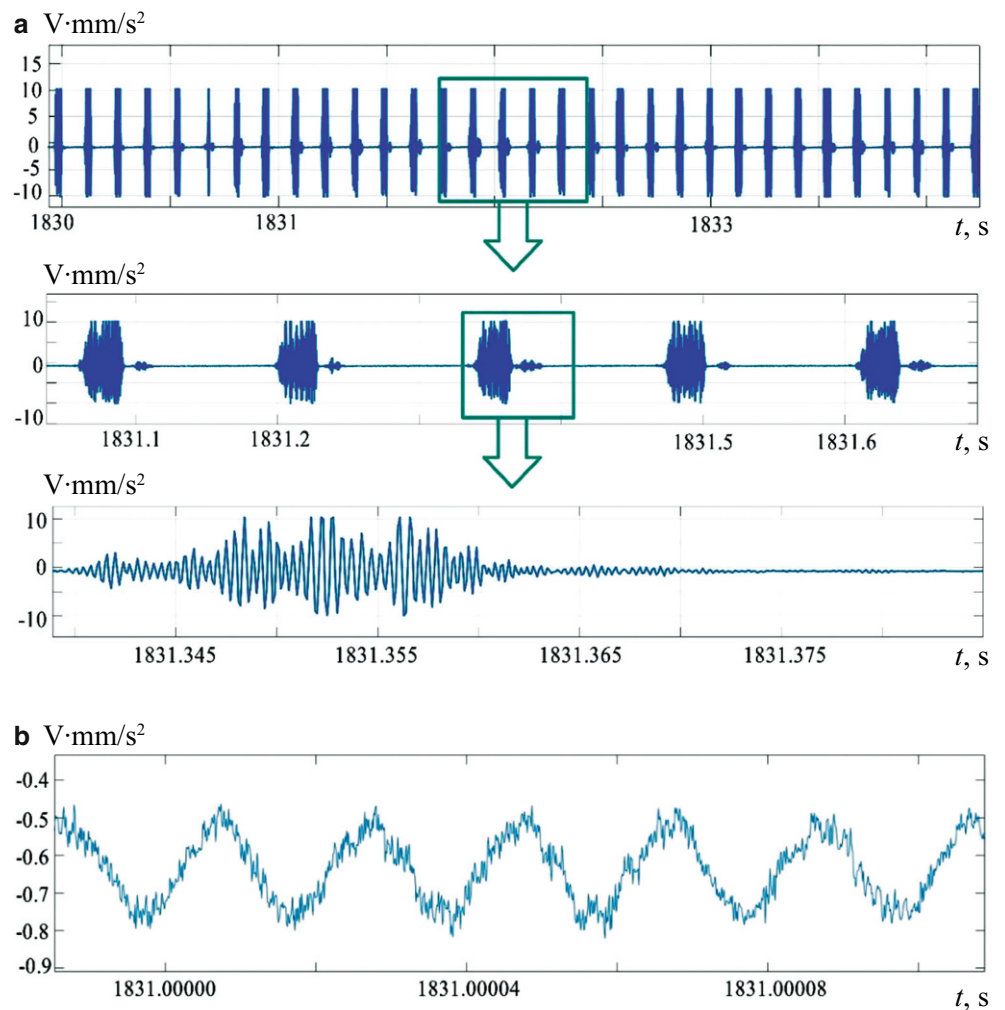 a V·mm/s²
15
10
5
0
-5
-10
1830 1831 1833 t, s
V·mm/s²
10
0
-10
1831.1 1831.2 1831.5 1831.6 t, s
V·mm/s²
10
0
-10
1831.345 1831.355 1831.365 1831.375 t, s
b V·mm/s²
-0.4
-0.5
-0.6
-0.7
-0.8
-0.9
1831.00000 1831.00004 1831.00008 t, s